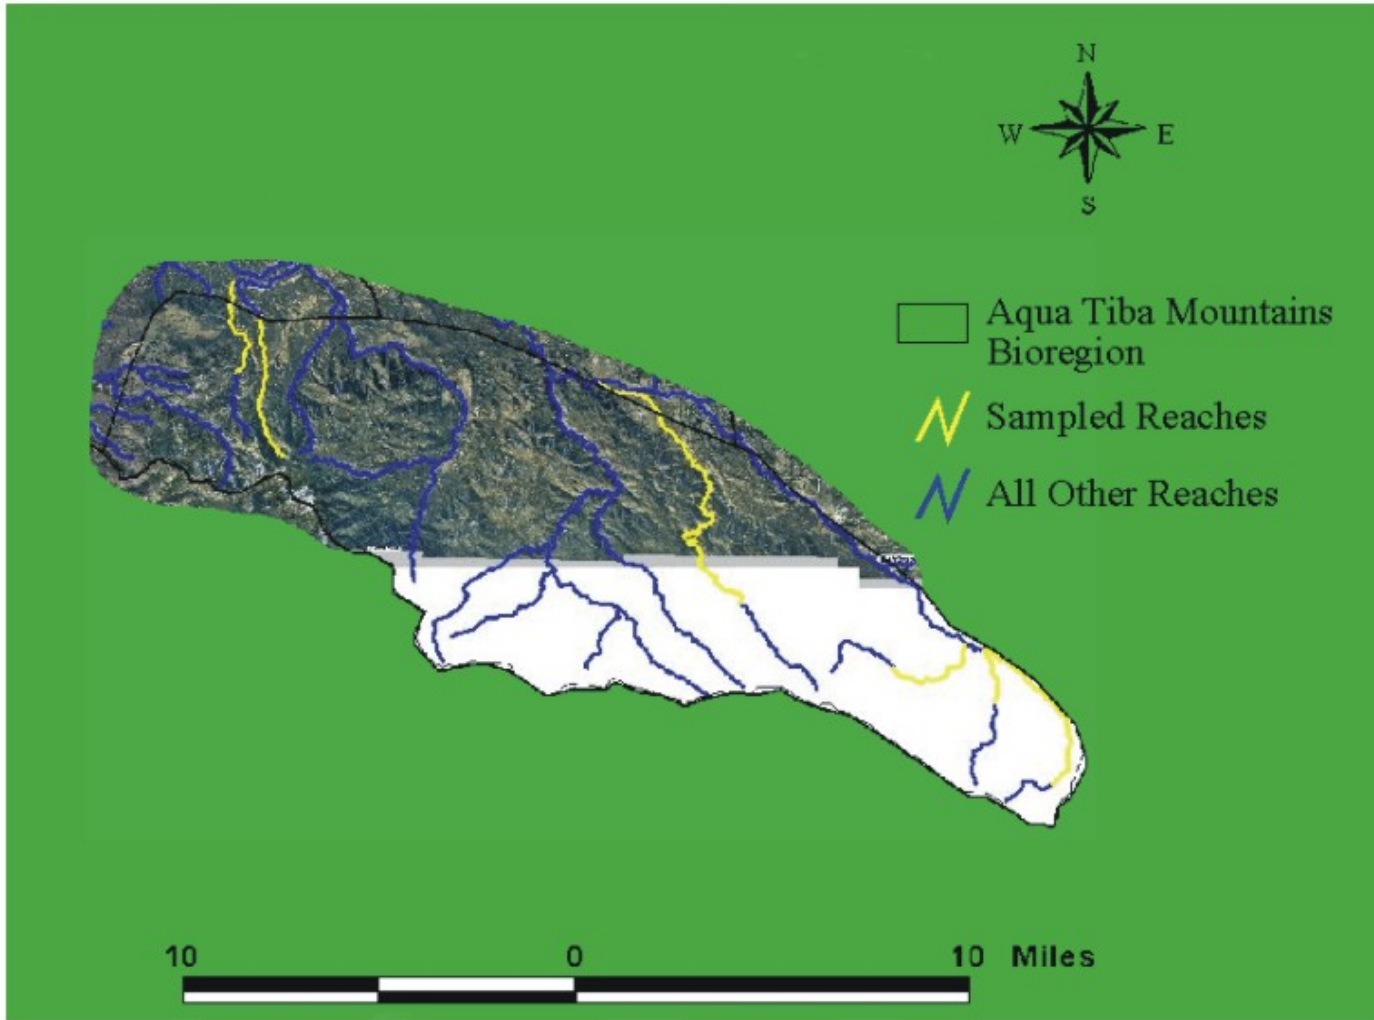 N
W E
S
Aqua Tiba Mountains
Bioregion
Sampled Reaches
All Other Reaches
10 0 10 Miles